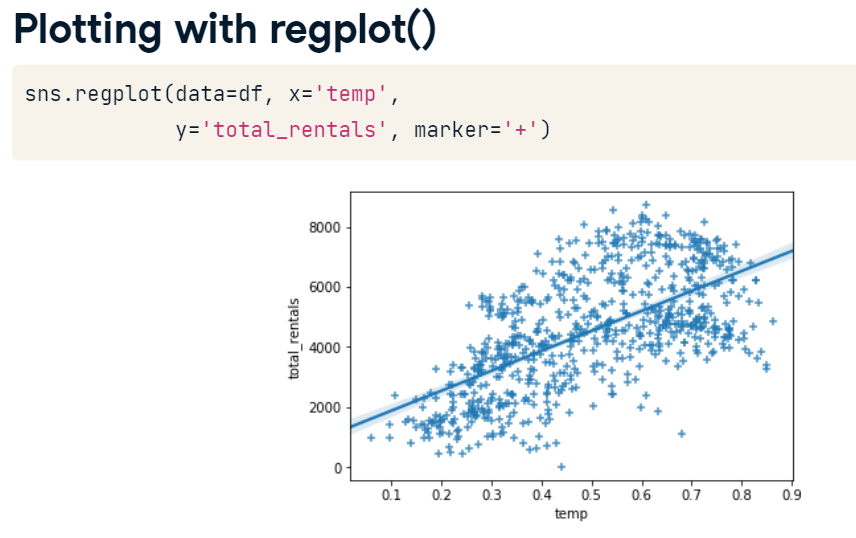 Plotting with regplot()
sns.regplot(data=df, x='temp',
y='total_rentals', marker='+')
8000
6000
4000
2000
0
total_rentals
0.1 0.2 0.3 0.4 0.5 0.6 0.7 0.8 0.9
temp